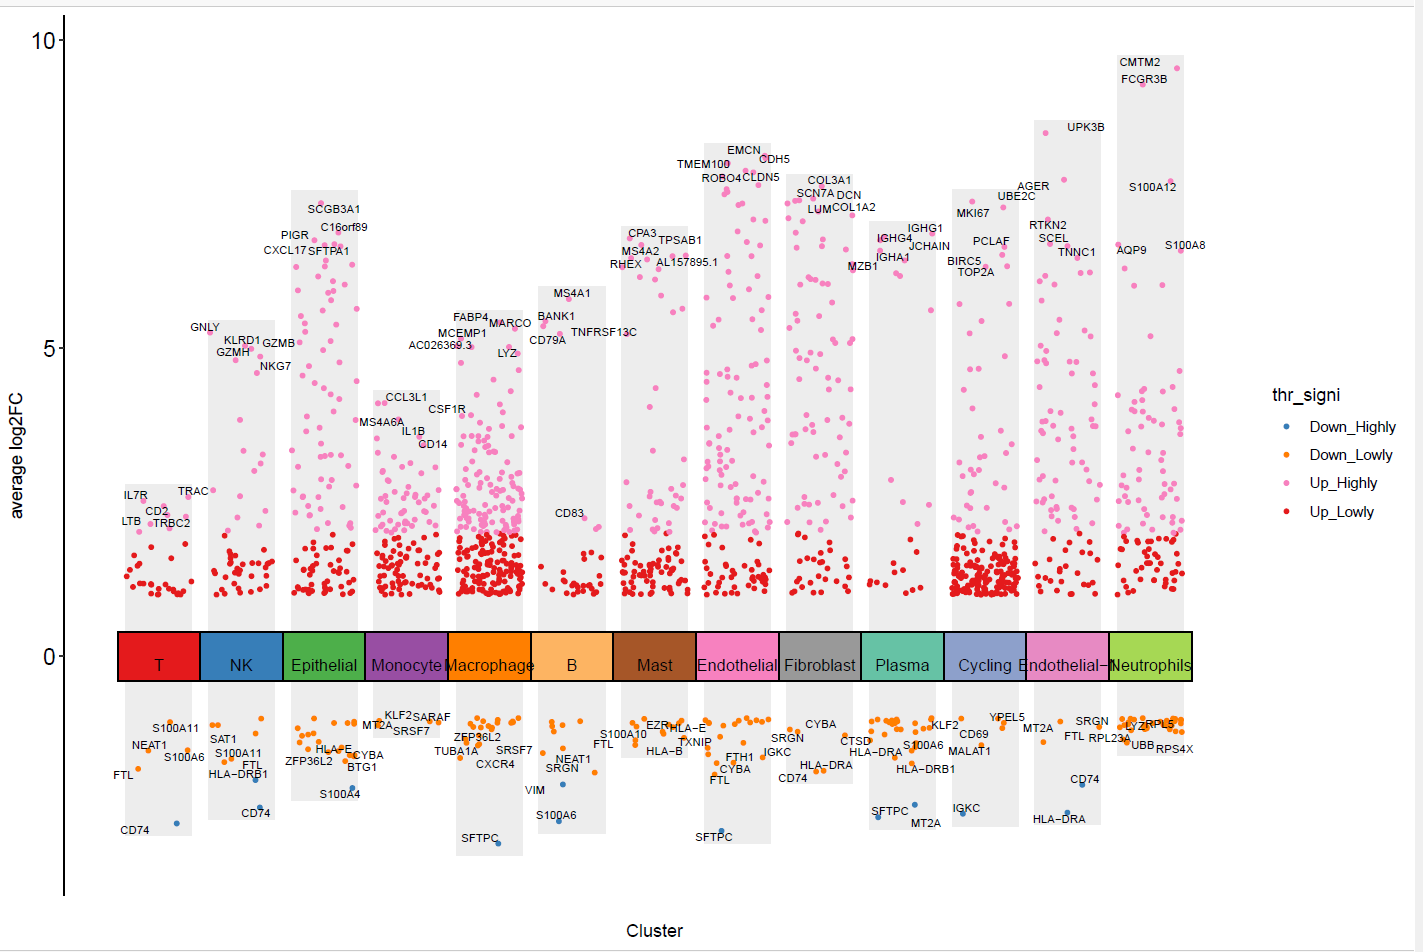 10
5
0
average log2FC
Cluster
CMTM2
FCGR3B
UPK3B
EMCN
CDH5
TMEM100
ROBO4
CLDN5
COL3A1
SCN7A
DCN
LUM
COL1A2
AGER
UBE2C
S100A12
SCGB3A1
C16orf89
PIGR
CXCL17
SFTPA1
MKI67
RTKN2
SCEL
TNNC1
CPA3
TPSAB1
MS4A2
RHEX
AL157895.1
IGHG1
IGHG4
JCHAIN
IGHA1
MZB1
PCLAF
BIRC5
TOP2A
AQP9
S100A8
MS4A1
BANK1
CD79A
TNFRSF13C
FABP4
MARCO
MCEMP1
AC026369.3
LYZ
GNLY
KLRD1
GZMB
GZMH
NKG7
CCL3L1
CSF1R
MS4A6A
IL1B
CD14
IL7R
TRAC
CD2
LTB
TRBC2
CD83
T
NK
Epithelial
Monocyte
Macrophage
B
Mast
Endothelial
Fibroblast
Plasma
Cycling
Endothelial−
Neutrophils
S100A11
NEAT1
S100A6
FTL
CD74
SAT1
S100A11
FTL
HLA−DRB1
CD74
HLA−E
CYBA
ZFP36L2
BTG1
S100A4
KLF2
SARAF
MT2A
SRSF7
ZFP36L2
TUBA1A
SRSF7
CXCR4
SFTPC
FTL
NEAT1
SRGN
VIM
S100A6
EZR
HLA−E
S100A10
TXNIP
HLA−B
FTH1
IGKC
CYBA
FTL
SFTPC
CYBA
SRGN
HLA−DRA
CD74
CTSD
KLF2
S100A6
HLA−DRA
HLA−DRB1
SFTPC
MT2A
YPEL5
CD69
MALAT1
IGKC
SRGN
MT2A
FTL
CD74
HLA−DRA
LYZ
RPL5
RPL23A
UBB
RPS4X
thr_signi
Down_Highly
Down_Lowly
Up_Highly
Up_Lowly